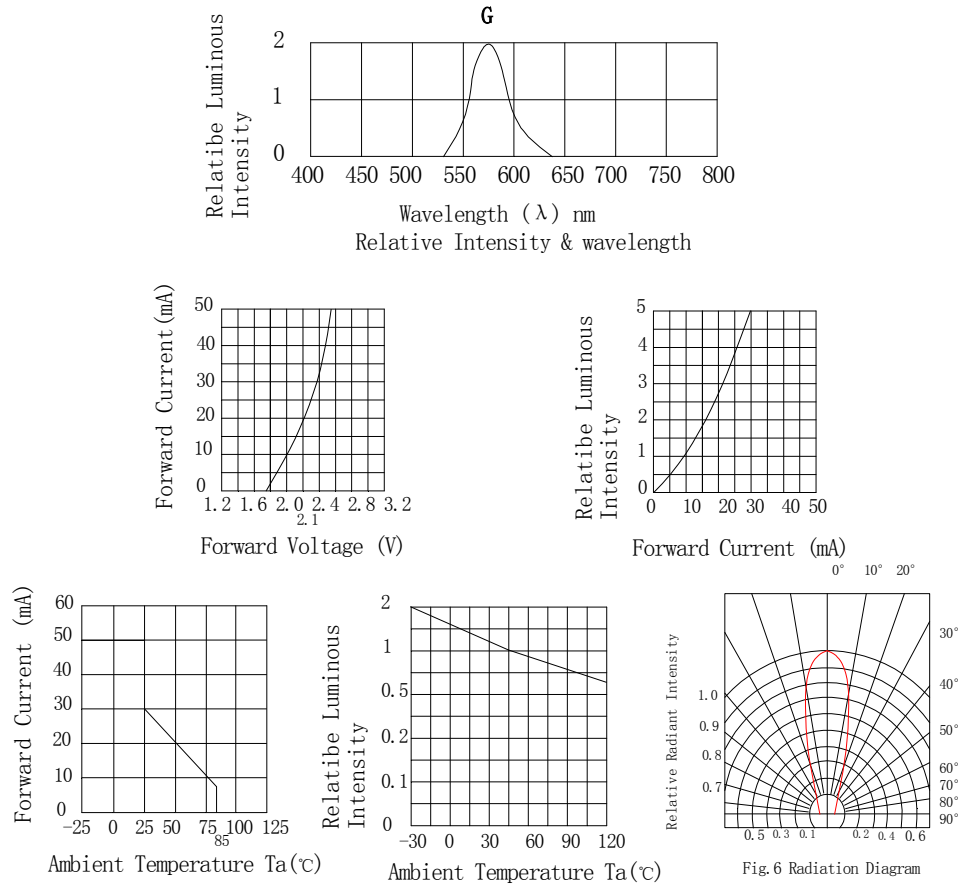 G
Relatibe Luminous
Intensity
2
1
0
400 450 500 550 600 650 700 750 800
Wavelength (λ) nm
Relative Intensity & wavelength
Forward Current(mA)
50
40
30
20
10
0
1.2 1.6 2.0 2.4 2.8 3.2
2.1
Forward Voltage (V)
Relatibe Luminous
Intensity
5
4
3
2
1
0
0 10 20 30 40 50
Forward Current (mA)
Forward Current (mA)
60
50
30
20
10
0
-25 0 25 50 75 100 125
85
Ambient Temperature Ta(℃)
Relatibe Luminous
Intensity
2
1
0.5
0.2
0.1
0
-30 0 30 60 90 120
Ambient Temperature Ta(℃)
0° 10° 20°
30°
40°
50°
60°
70°
80°
90°
Relative Radiant Intensity
1.0
0.9
0.8
0.7
0.5 0.3 0.1 0.2 0.4 0.6
Fig.6 Radiation Diagram